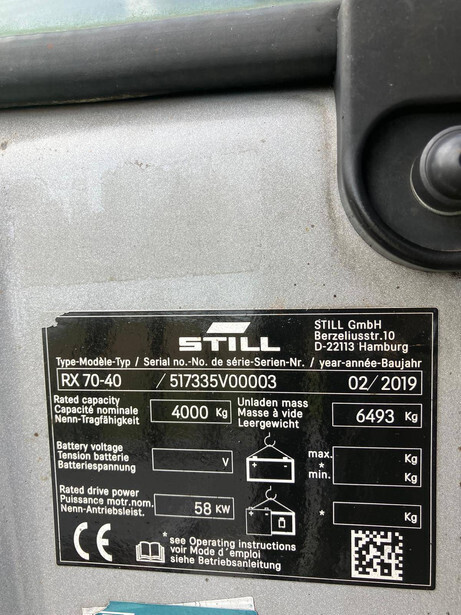 STILL
STILL GmbH
Berzeliusstr.10
D-22113 Hamburg
Type-Modèle-Typ / Serial no.-No. de série-Serien-Nr. / year-année-Baujahr
RX 70-40 / 517335V00003 02/2019
Rated capacity
Capacité nominale
Nenn-Tragfähigkeit
4000 Kg
Unladen mass
Masse à vide
Leergewicht
6493 Kg
Battery voltage
Tension batterie
Batteriespannung
V
max.
*
min.
Kg
Kg
Rated drive power
Puissance motr.nom.
Nenn-Antriebsleist.
58 KW
* Kg
CE
*see Operating instructions
voir Mode d'emploi
siehe Betriebsanleitung